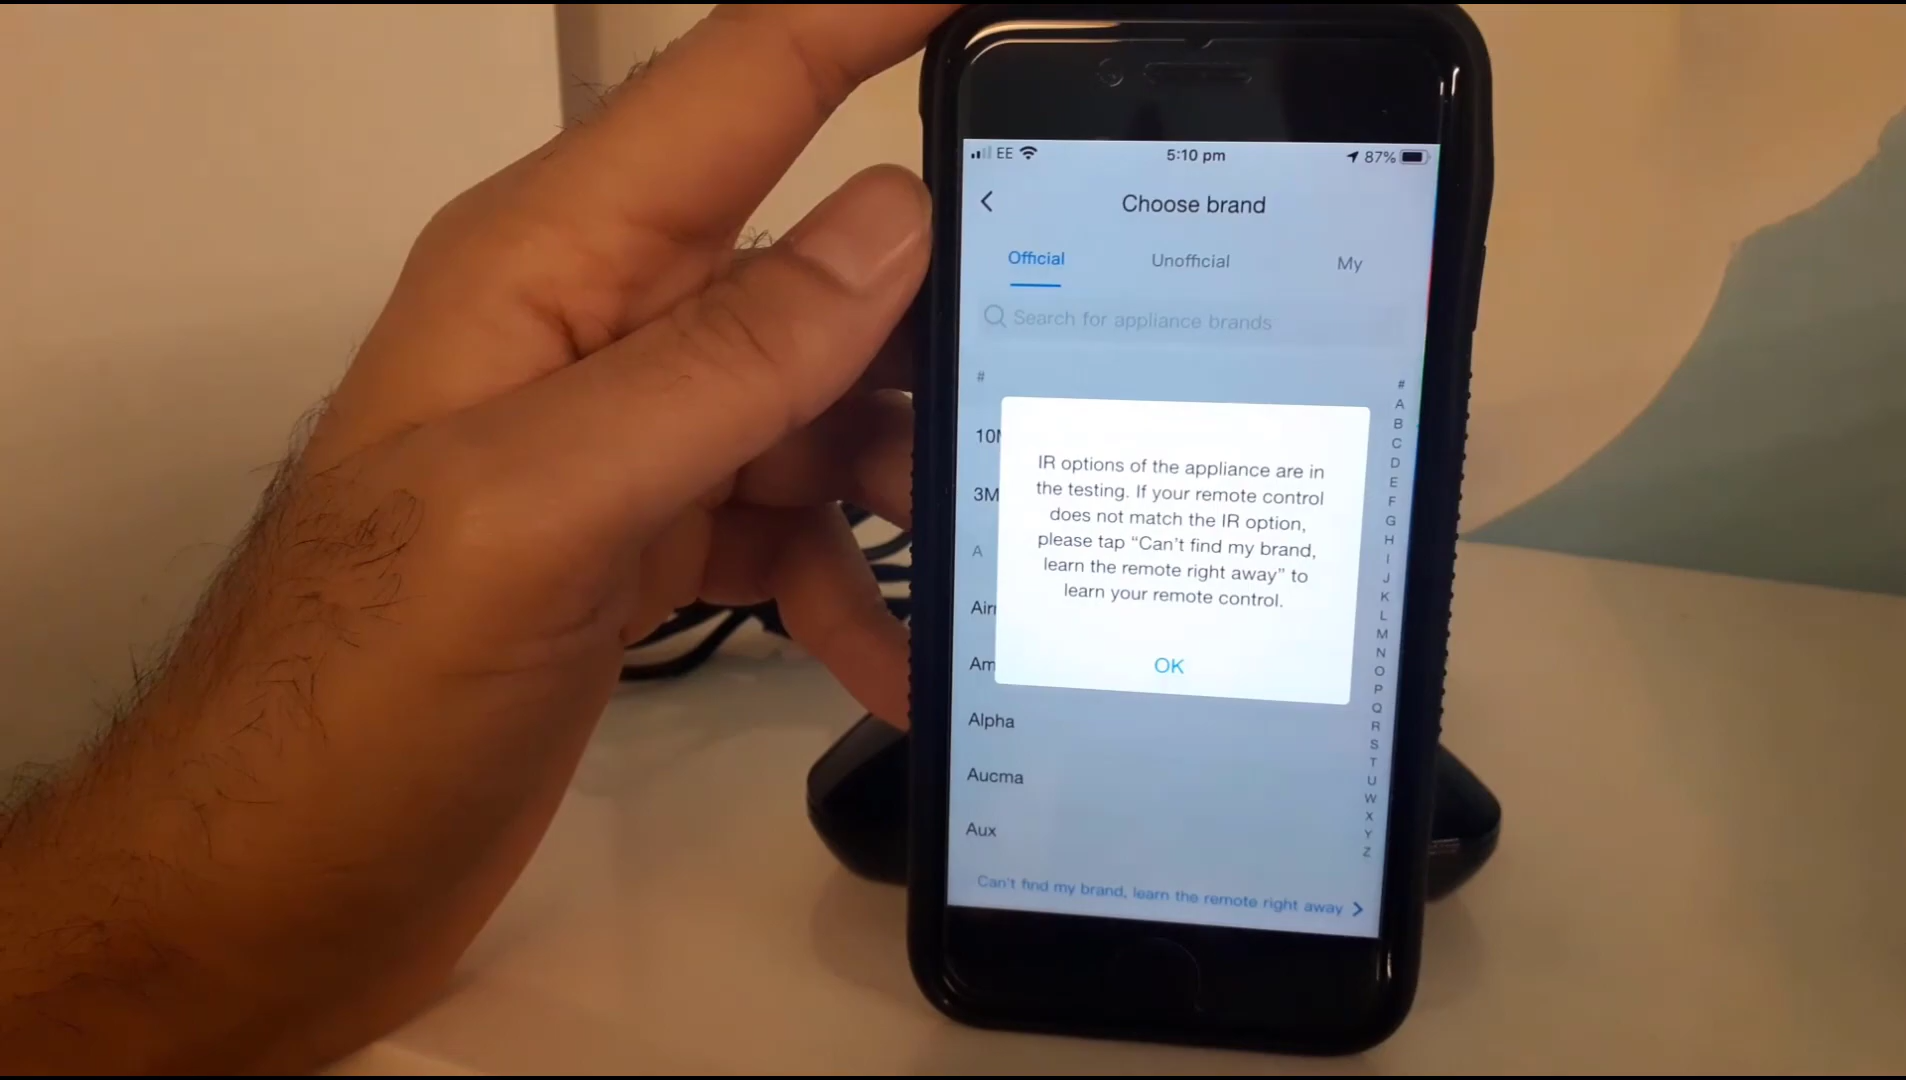 EE
5:10 pm
87%
Choose brand
Official
Unofficial
My
Search for appliance brands
#
3M
A
IR options of the appliance are in
the testing. If your remote control
does not match the IR option,
please tap “Can't find my brand,
learn the remote right away” to
learn your remote control.
OK
Alpha
Aucma
Aux
Can't find my brand, learn the remote right away
#
A
B
C
D
E
F
G
H
I
J
K
L
M
N
O
P
Q
R
S
T
U
W
X
Y
Z